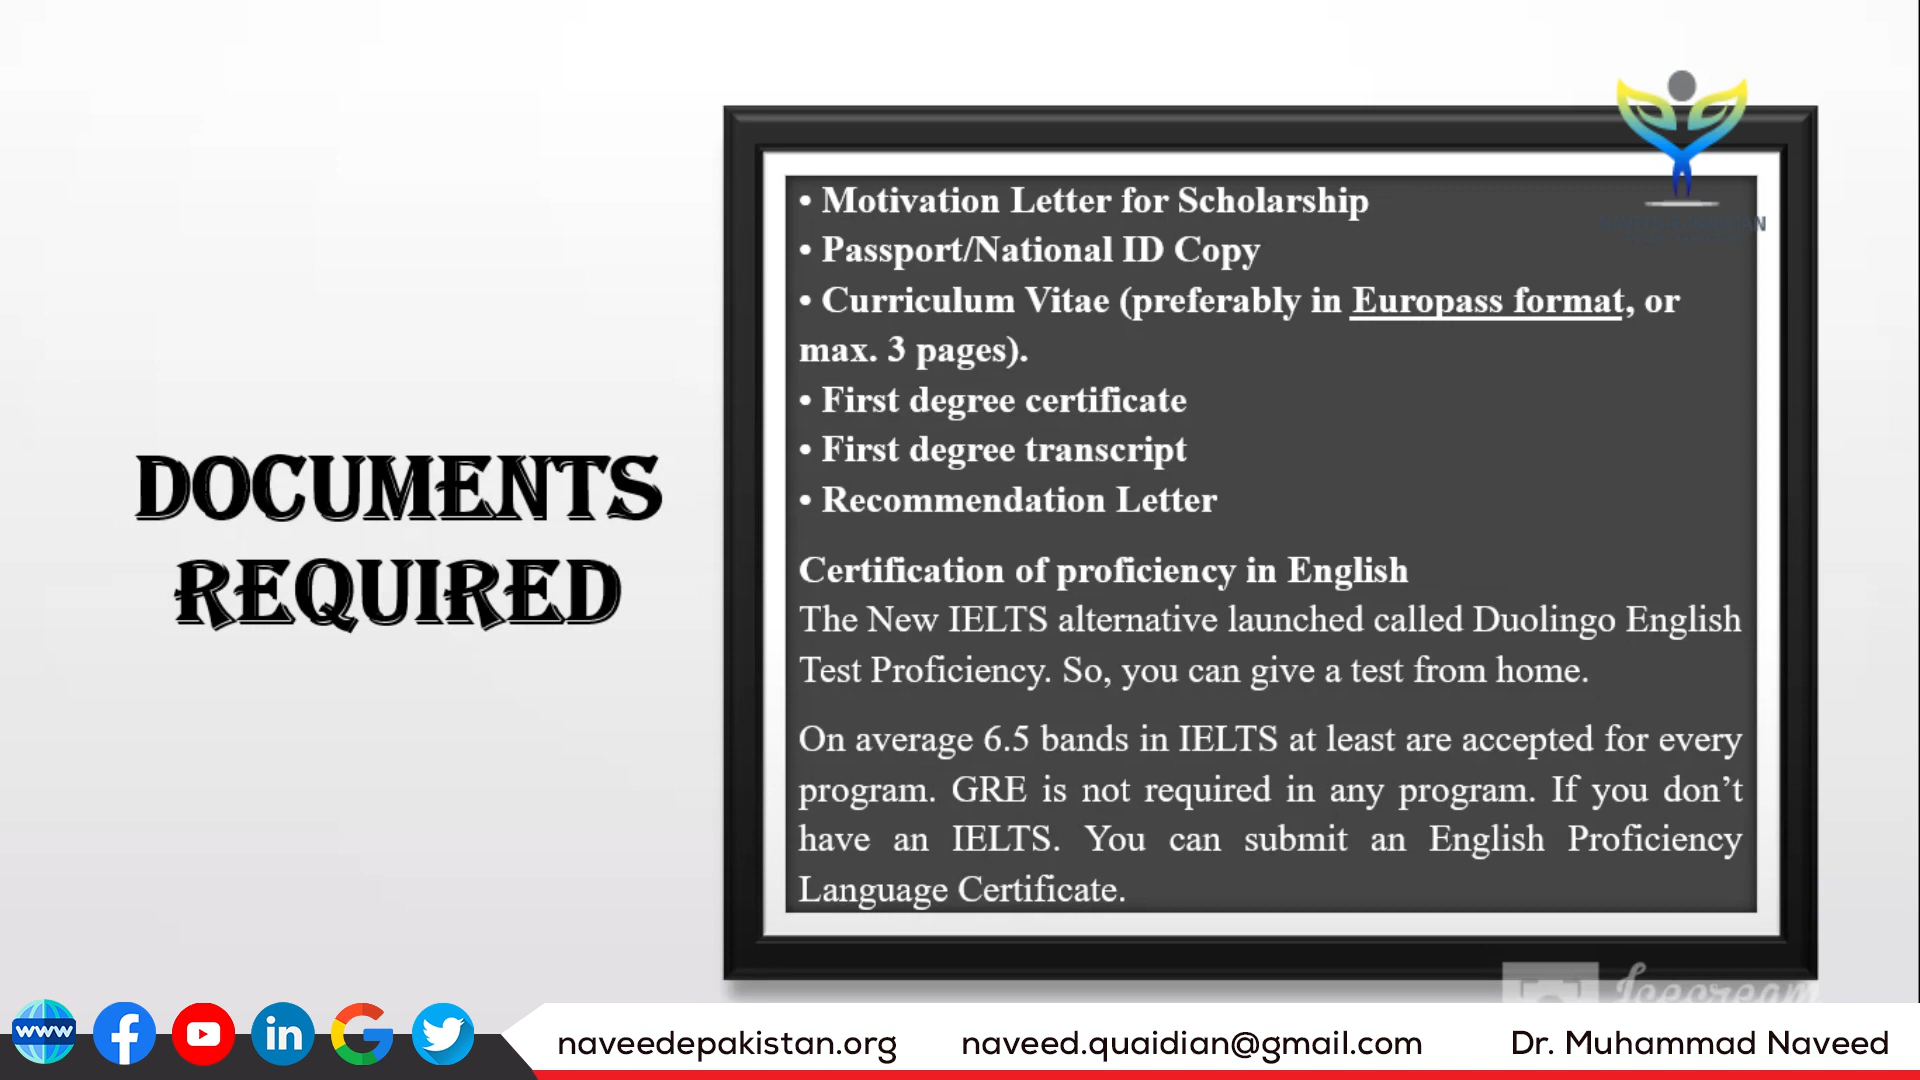 DOCUMENTS
REQUIRED
• Motivation Letter for Scholarship
• Passport/National ID Copy
• Curriculum Vitae (preferably in Europass format, or
max. 3 pages).
• First degree certificate
• First degree transcript
• Recommendation Letter
Certification of proficiency in English
The New IELTS alternative launched called Duolingo English
Test Proficiency. So, you can give a test from home.
On average 6.5 bands in IELTS at least are accepted for every
program. GRE is not required in any program. If you don’t
have an IELTS. You can submit an English Proficiency
Language Certificate.
Icecream
www
naveedepakistan.org
naveed.quaidian@gmail.com
Dr. Muhammad Naveed